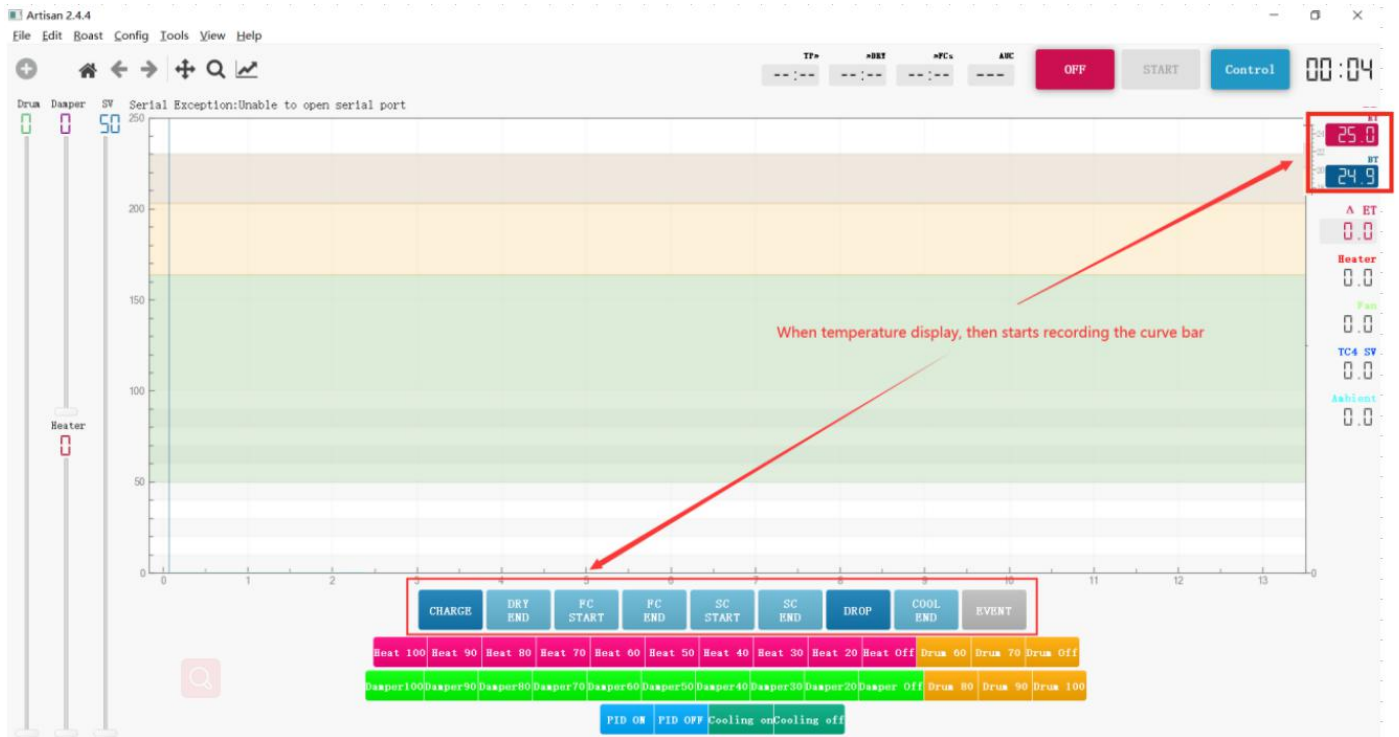 Artisan 2.4.4
File Edit Roast Config Tools View Help
TP» »DRY »FCs AUC
--:-- --:-- --:-- ---
OFF START Control 00:04
Drum Damper SV Serial Exception:Unable to open serial port
0 0 50
ET
25.0
BT
24.9
Δ ET
0.0
Heater
0.0
Fan
0.0
TC4 SV
0.0
Ambient
0.0
Heater
0
250
200
150
100
50
0
When temperature display, then starts recording the curve bar
0 1 2 3 4 5 6 7 8 9 10 11 12 13
CHARGE DRY END FC START FC END SC START SC END DROP COOL END EVENT
Heat 100 Heat 90 Heat 80 Heat 70 Heat 60 Heat 50 Heat 40 Heat 30 Heat 20 Heat Off Drum 60 Drum 70 Drum Off
Damper100 Damper90 Damper80 Damper70 Damper60 Damper50 Damper40 Damper30 Damper20 Damper Off Drum 80 Drum 90 Drum 100
PID ON PID OFF Cooling on Cooling off